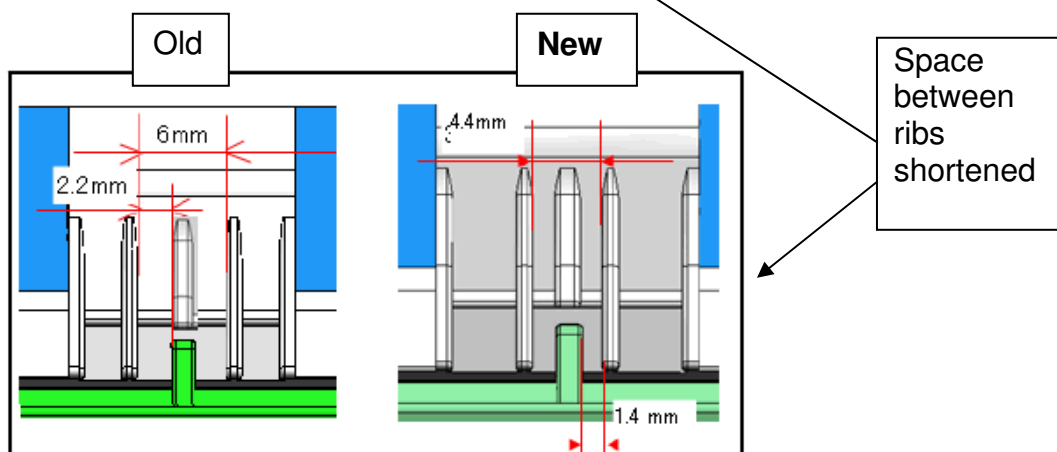 Old
New
Space
between
ribs
shortened
6mm
2.2mm
4.4mm
1.4 mm